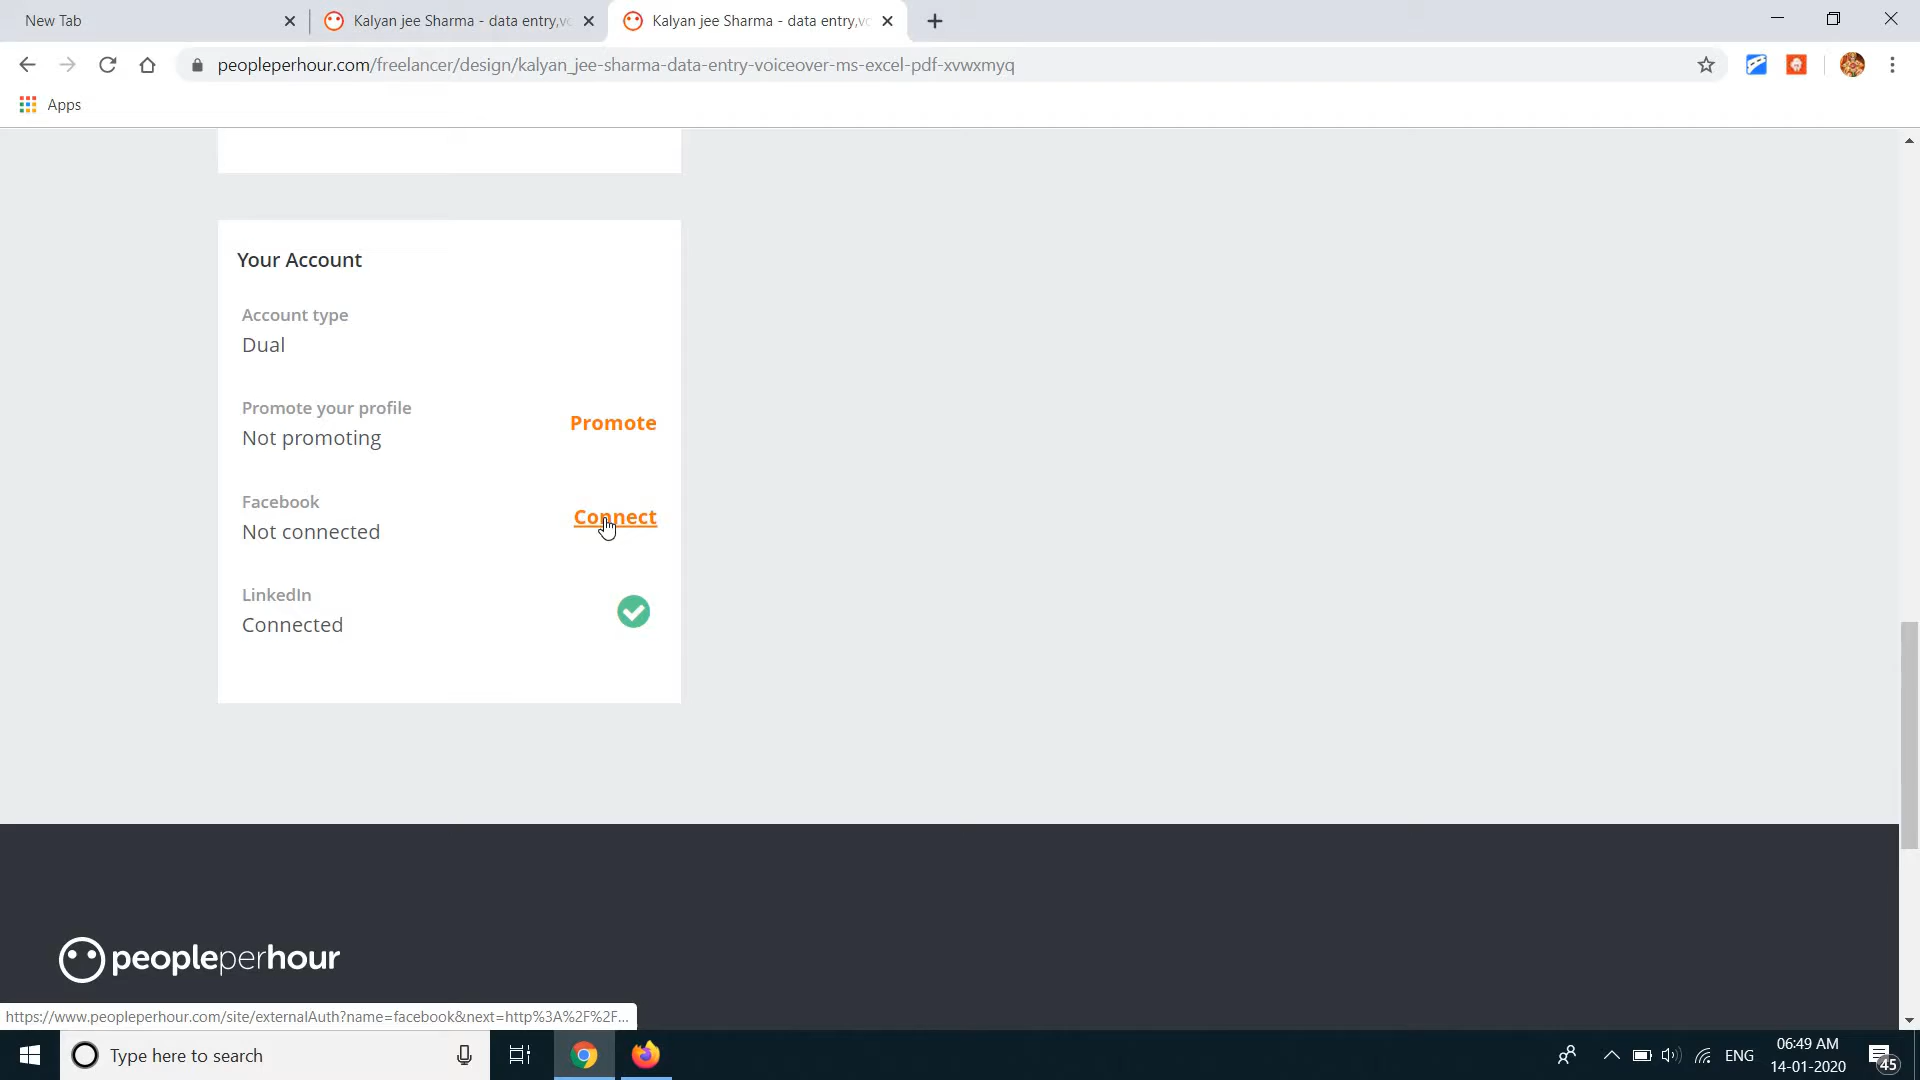 New Tab
Kalyan jee Sharma - data entry,vo
Kalyan jee Sharma - data entry,vo
peopleperhour.com/freelancer/design/kalyan_jee-sharma-data-entry-voiceover-ms-excel-pdf-xvwxmyq
Apps
Your Account
Account type
Dual
Promote your profile
Not promoting
Promote
Facebook
Not connected
Connect
LinkedIn
Connected
peopleperhour
https://www.peopleperhour.com/site/externalAuth?name=facebook&next=http%3A%2F%2F...
Type here to search
ENG
06:49 AM
14-01-2020
45